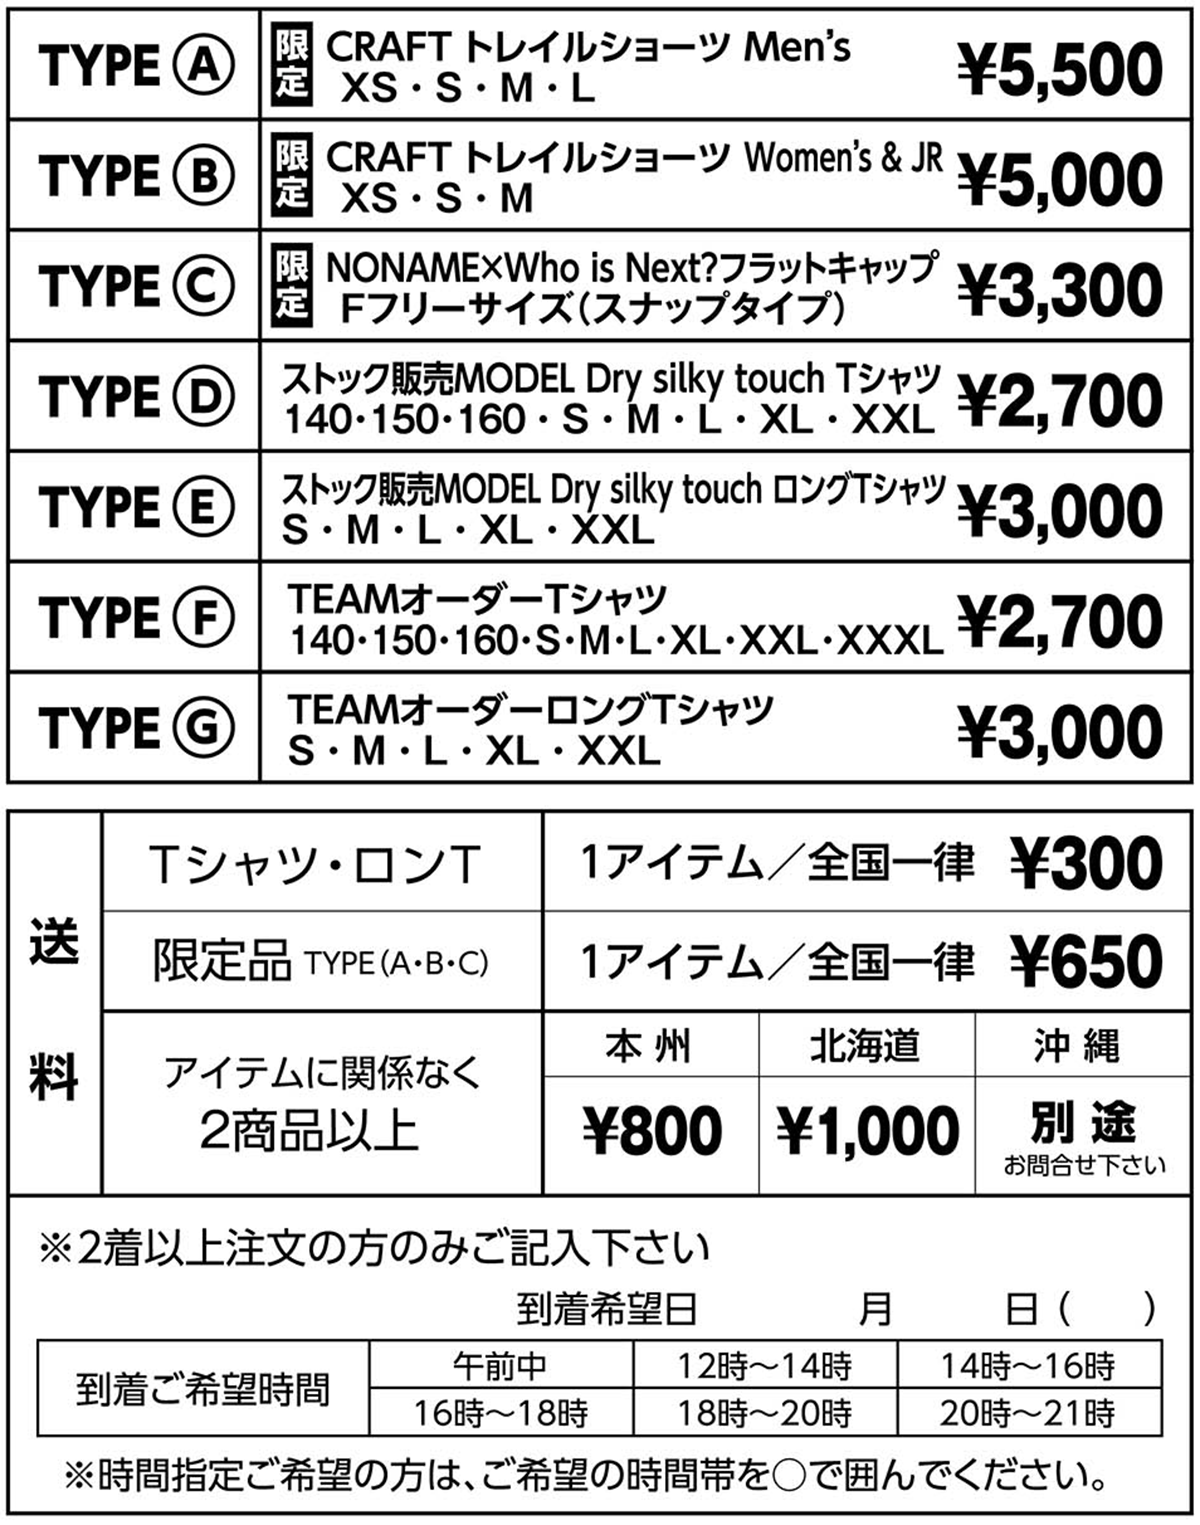 TYPE Ⓐ 限定 CRAFT トレイルショーツ Men's ¥5,500
XS・S・M・L
TYPE Ⓑ 限定 CRAFT トレイルショーツ Women's & JR ¥5,000
XS・S・M
TYPE Ⓒ 限定 NONAME×Who is Next?フラットキャップ ¥3,300
Fフリーサイズ（スナップタイプ）
TYPE Ⓓ ストック販売MODEL Dry silky touch Tシャツ ¥2,700
140・150・160・S・M・L・XL・XXL
TYPE Ⓔ ストック販売MODEL Dry silky touch ロングTシャツ ¥3,000
S・M・L・XL・XXL
TYPE Ⓕ TEAMオーダーTシャツ ¥2,700
140・150・160・S・M・L・XL・XXL・XXXL
TYPE Ⓖ TEAMオーダーロングTシャツ ¥3,000
S・M・L・XL・XXL
送料
Tシャツ・ロンT 1アイテム／全国一律 ¥300
限定品 TYPE（A・B・C） 1アイテム／全国一律 ¥650
アイテムに関係なく
2商品以上
本州 北海道 沖縄
¥800 ¥1,000 別途
お問合せ下さい
※2着以上注文の方のみご記入下さい
到着希望日 月 日（ ）
到着ご希望時間
午前中 12時～14時 14時～16時
16時～18時 18時～20時 20時～21時
※時間指定ご希望の方は、ご希望の時間帯を○で囲んでください。